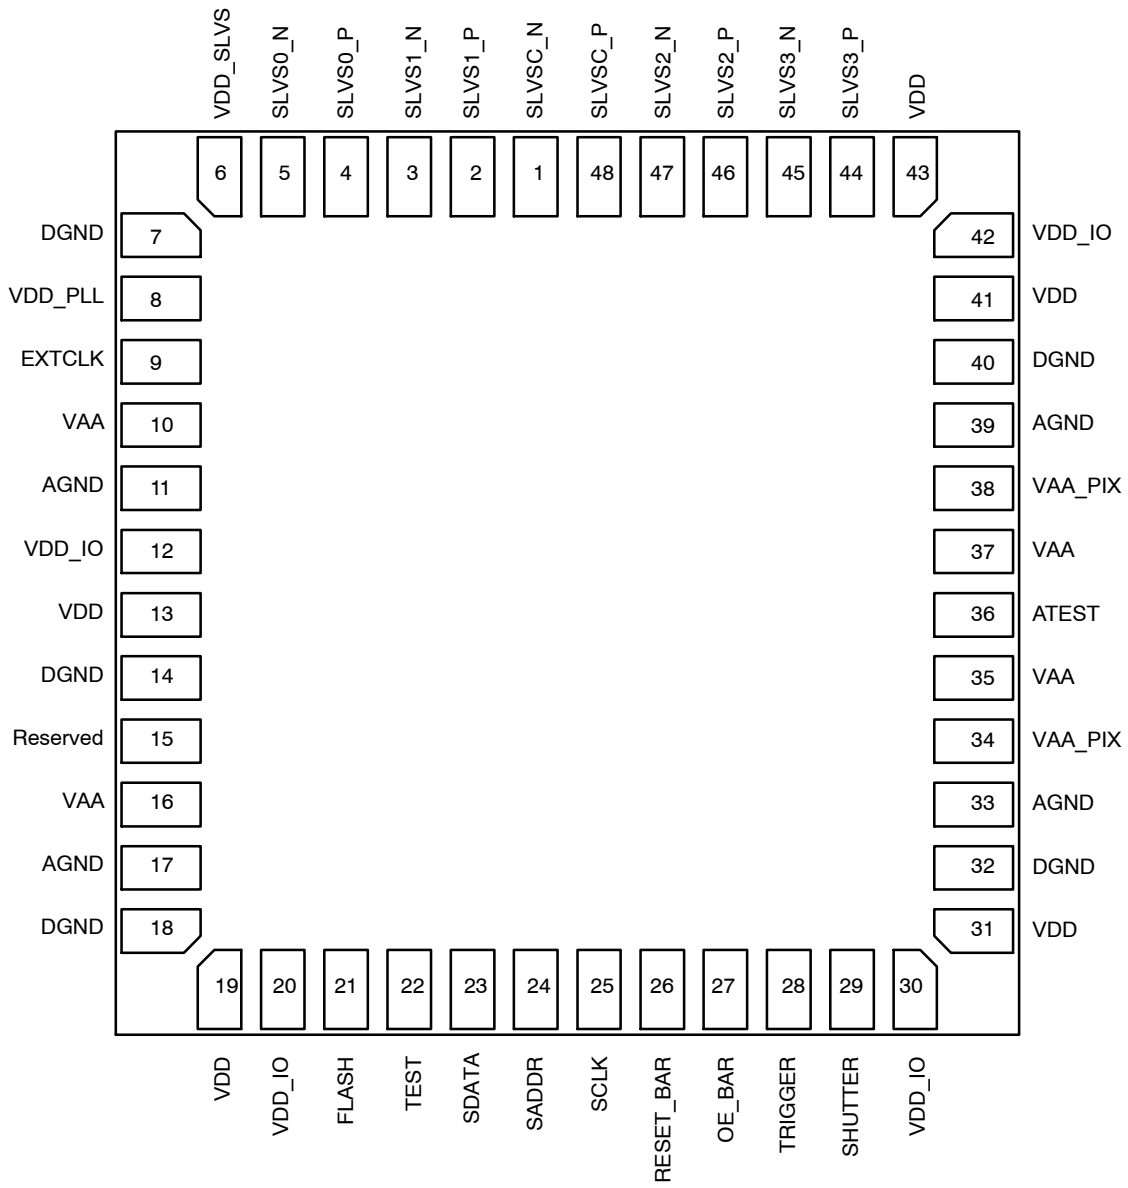 VDD_SLVS
SLVS0_N
SLVS0_P
SLVS1_N
SLVS1_P
SLVSC_N
SLVSC_P
SLVS2_N
SLVS2_P
SLVS3_N
SLVS3_P
VDD
6 5 4 3 2 1 48 47 46 45 44 43
DGND 7 42 VDD_IO
VDD_PLL 8 41 VDD
EXTCLK 9 40 DGND
VAA 10 39 AGND
AGND 11 38 VAA_PIX
VDD_IO 12 37 VAA
VDD 13 36 ATEST
DGND 14 35 VAA
Reserved 15 34 VAA_PIX
VAA 16 33 AGND
AGND 17 32 DGND
DGND 18 31 VDD
19 20 21 22 23 24 25 26 27 28 29 30
VDD
VDD_IO
FLASH
TEST
SDATA
SADDR
SCLK
RESET_BAR
OE_BAR
TRIGGER
SHUTTER
VDD_IO